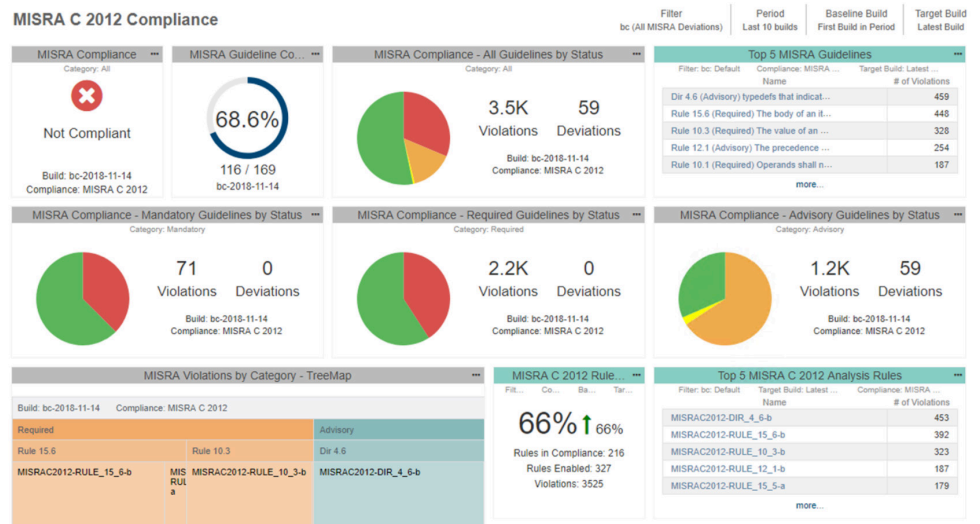 MISRA C 2012 Compliance
Filter
bc (All MISRA Deviations)
Period
Last 10 builds
Baseline Build
First Build in Period
Target Build
Latest Build
MISRA Compliance
Category: All
Not Compliant
Build: bc-2018-11-14
Compliance: MISRA C 2012
MISRA Guideline Co...
68.6%
116 / 169
bc-2018-11-14
MISRA Compliance - All Guidelines by Status
Category: All
3.5K
Violations
59
Deviations
Build: bc-2018-11-14
Compliance: MISRA C 2012
Top 5 MISRA Guidelines
Filter: bc: Default Compliance: MISRA ... Target Build: Latest ...
Name # of Violations
Dir 4.6 (Advisory) typedefs that indicat... 459
Rule 15.6 (Required) The body of an it... 448
Rule 10.3 (Required) The value of an ... 328
Rule 12.1 (Advisory) The precedence ... 254
Rule 10.1 (Required) Operands shall n... 187
more...
MISRA Compliance - Mandatory Guidelines by Status
Category: Mandatory
71
Violations
0
Deviations
Build: bc-2018-11-14
Compliance: MISRA C 2012
MISRA Compliance - Required Guidelines by Status
Category: Required
2.2K
Violations
0
Deviations
Build: bc-2018-11-14
Compliance: MISRA C 2012
MISRA Compliance - Advisory Guidelines by Status
Category: Advisory
1.2K
Violations
59
Deviations
Build: bc-2018-11-14
Compliance: MISRA C 2012
MISRA Violations by Category - TreeMap
Build: bc-2018-11-14 Compliance: MISRA C 2012
Required
Advisory
Rule 15.6
Rule 10.3
Dir 4.6
MISRAC2012-RULE_15_6-b
MIS
RUL
a
MISRAC2012-RULE_10_3-b
MISRAC2012-DIR_4_6-b
MISRA C 2012 Rule...
Filt... Co... Ba... Tar...
66% 66%
Rules in Compliance: 216
Rules Enabled: 327
Violations: 3525
Top 5 MISRA C 2012 Analysis Rules
Filter: bc: Default Target Build: Latest ... Compliance: MISRA ...
Name # of Violations
MISRAC2012-DIR_4_6-b 453
MISRAC2012-RULE_15_6-b 392
MISRAC2012-RULE_10_3-b 323
MISRAC2012-RULE_12_1-b 187
MISRAC2012-RULE_15_5-a 179
more...